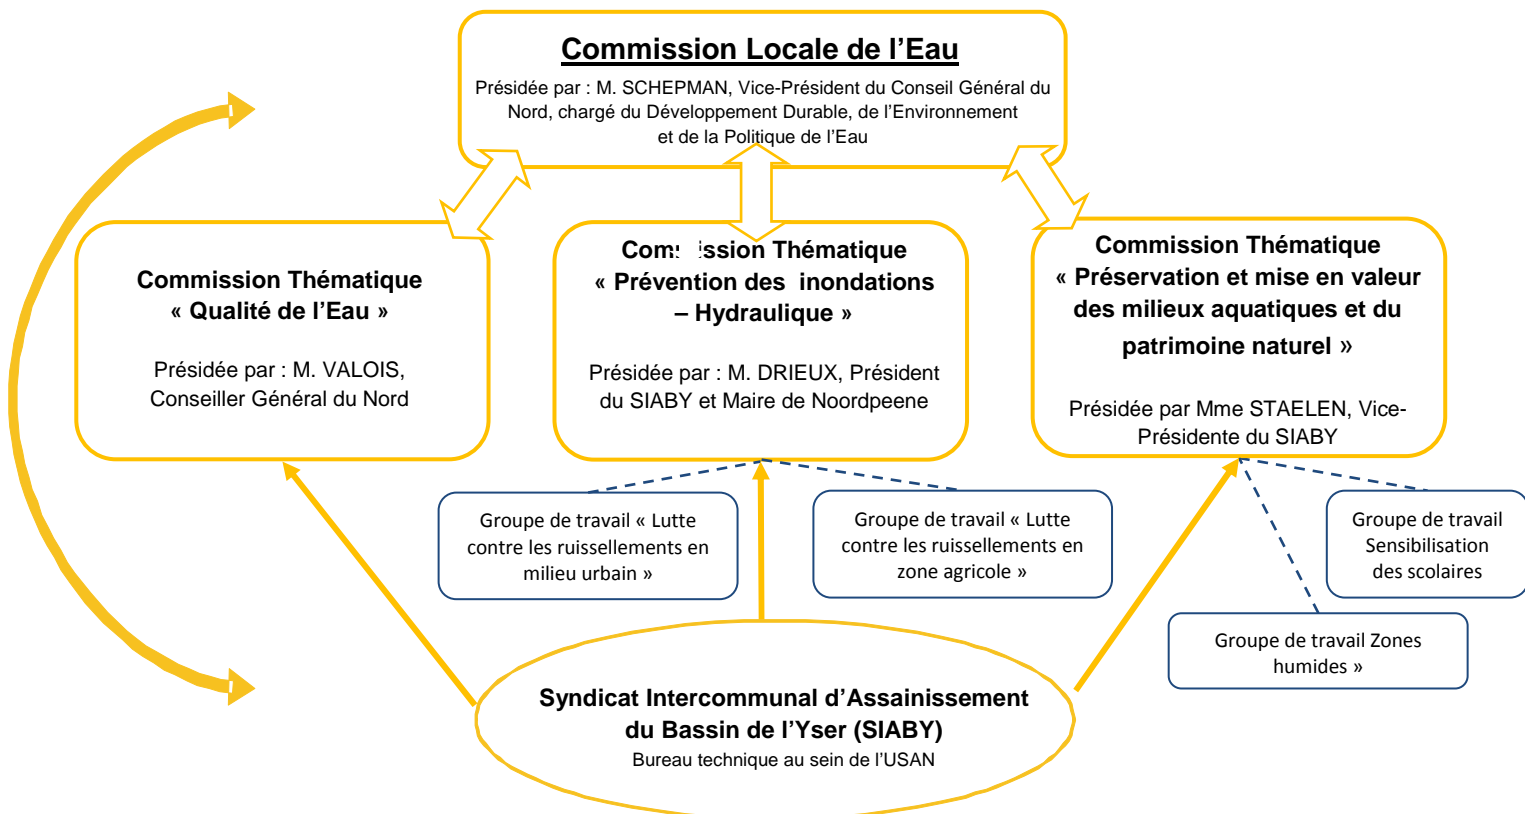 Commission Locale de l’Eau
Présidée par : M. SCHEPMAN, Vice-Président du Conseil Général du
Nord, chargé du Développement Durable, de l’Environnement
et de la Politique de l’Eau
Commission Thématique
« Qualité de l’Eau »
Présidée par : M. VALOIS,
Conseiller Général du Nord
Commission Thématique
« Prévention des inondations
– Hydraulique »
Présidée par : M. DRIEUX, Président
du SIABY et Maire de Noordpeene
Commission Thématique
« Préservation et mise en valeur
des milieux aquatiques et du
patrimoine naturel »
Présidée par Mme STAELEN, Vice-
Présidente du SIABY
Groupe de travail « Lutte
contre les ruissellements en
milieu urbain »
Groupe de travail « Lutte
contre les ruissellements en
zone agricole »
Groupe de travail
Sensibilisation
des scolaires
Groupe de travail Zones
humides »
Syndicat Intercommunal d’Assainissement
du Bassin de l’Yser (SIABY)
Bureau technique au sein de l’USAN